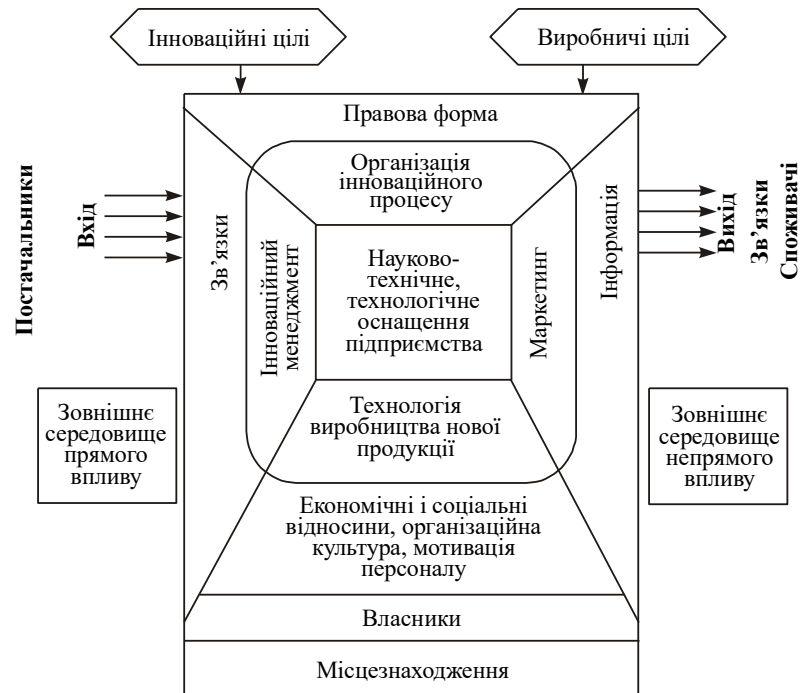 Інноваційні цілі
Виробничі цілі
Правова форма
Організація
інноваційного
процесу
Постачальники
Вхід
Зв’язки
Інноваційний
менеджмент
Науково-
технічне,
технологічне
оснащення
підприємства
Маркетинг
Інформація
Вихід
Зв’язки
Споживачі
Зовнішнє
середовище
прямого
впливу
Технологія
виробництва нової
продукції
Зовнішнє
середовище
непрямого
впливу
Економічні і соціальні
відносини, організаційна
культура, мотивація
персоналу
Власники
Місцезнаходження